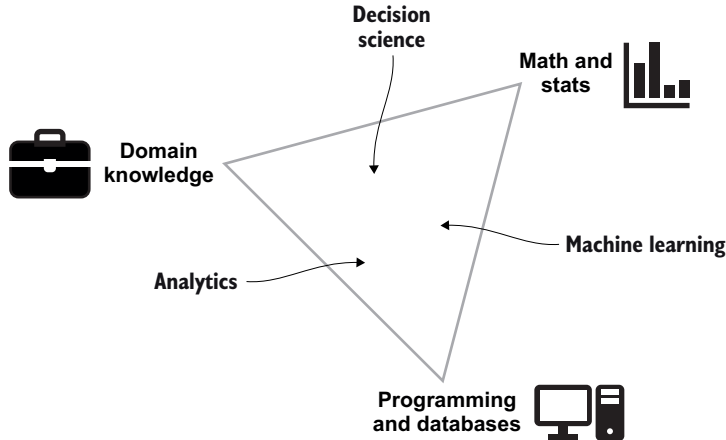 Decision
science
Math and
stats
Domain
knowledge
Machine learning
Analytics
Programming
and databases